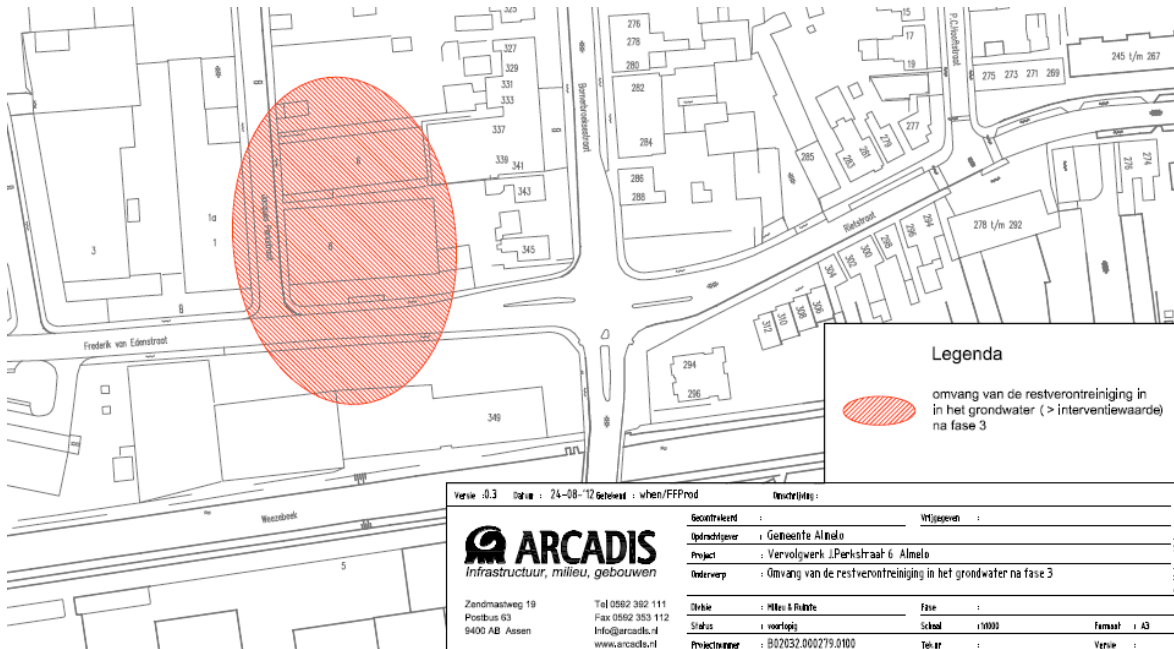 325
327
329
331
333
337
339
341
343
345
276
278
280
282
284
286
288
15
17
19
275 273 271 269
245 t/m 267
277
279
281
283
285
276
274
278 t/m 292
294
296
298
300
302
304
306
308
310
312
294
296
349
1a
1
3
8
8
6
5
P.C.Hooftstraat
Bornerbroeksestraat
Jacques Perkstraat
Rietstraat
Frederik van Edenstraat
Weezebeek
Legenda
omvang van de restverontreiniging in
in het grondwater ( > interventiewaarde)
na fase 3
Versie :0.3 Datum : 24-08-'12 Getekend : when/FFProd Omschrijving :
ARCADIS
Infrastructuur, milieu, gebouwen
Zendmastweg 19
Postbus 63
9400 AB Assen
Tel 0592 392 111
Fax 0592 353 112
Info@arcadis.nl
www.arcadis.nl
Gecontroleerd : Vrijgegeven :
Opdrachtgever : Gemeente Almelo
Project : Vervolgwerk J.Perkstraat 6 Almelo
Onderwerp : Omvang van de restverontreiniging in het grondwater na fase 3
Divisie : Milieu & Ruimte Fase :
Status : voorlopig Schaal : 1:1000 Formaat : A3
Projectnummer : B02032.000279.0100 Tek.nr : Versie :